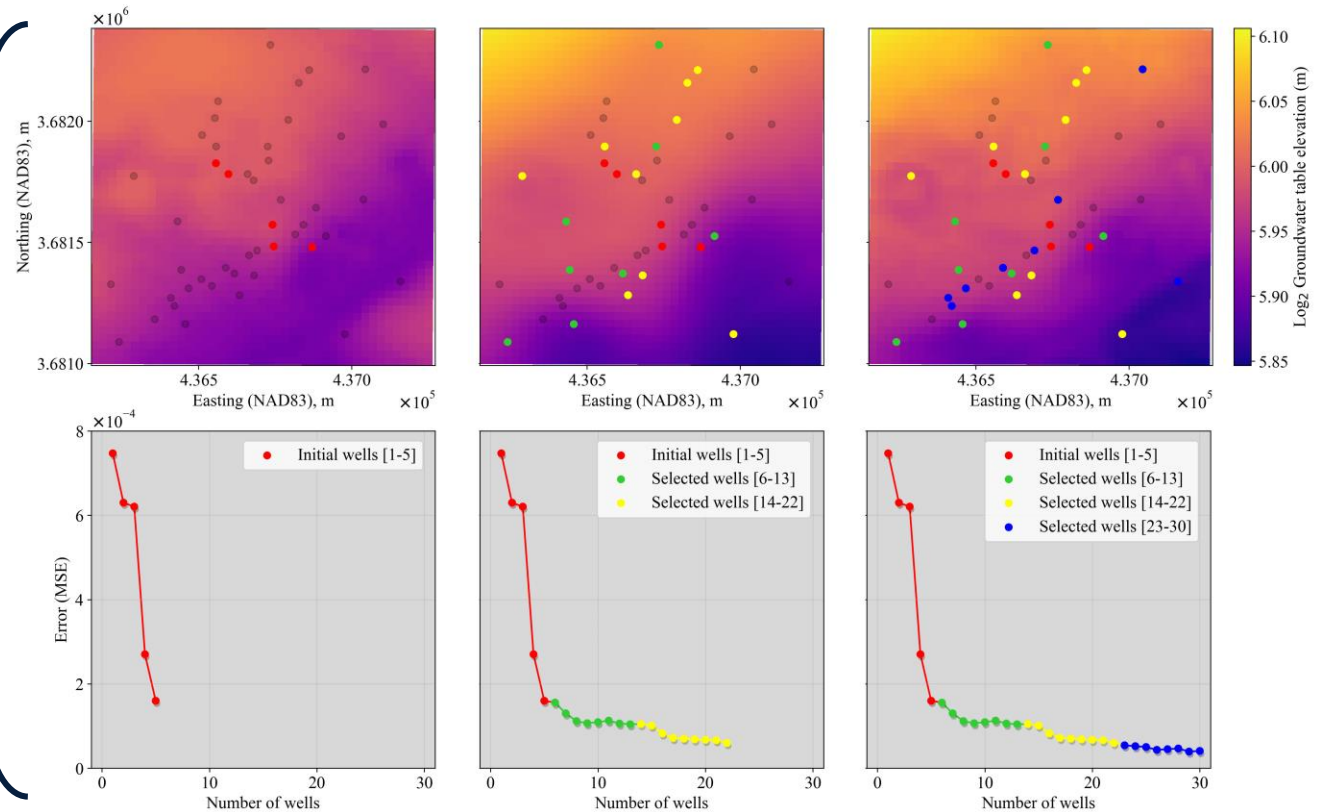 ×10⁶
Northing (NAD83), m
3.6820
3.6815
3.6810
4.365
4.370
Easting (NAD83), m
×10⁵
4.365
4.370
Easting (NAD83), m
×10⁵
4.365
4.370
Easting (NAD83), m
×10⁵
6.10
6.05
6.00
5.95
5.90
5.85
Log₂ Groundwater table elevation (m)
×10⁻⁴
Error (MSE)
8
6
4
2
0
Initial wells [1-5]
0
10
20
30
Number of wells
Initial wells [1-5]
Selected wells [6-13]
Selected wells [14-22]
0
10
20
30
Number of wells
Initial wells [1-5]
Selected wells [6-13]
Selected wells [14-22]
Selected wells [23-30]
0
10
20
30
Number of wells